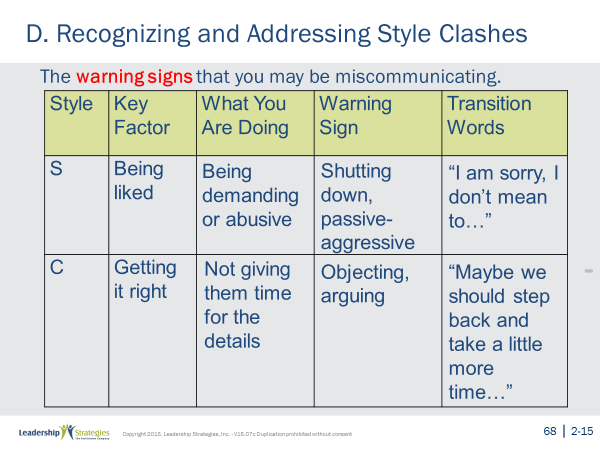 D. Recognizing and Addressing Style Clashes
The warning signs that you may be miscommunicating.
Style
Key
Factor
What You
Are Doing
Warning
Sign
Transition
Words
S
Being
liked
Being
demanding
or abusive
Shutting
down,
passive-
aggressive
“I am sorry, I
don’t mean
to…”
C
Getting
it right
Not giving
them time
for the
details
Objecting,
arguing
“Maybe we
should step
back and
take a little
more
time…”
Leadership Strategies
The Facilitation Company
Copyright 2015, Leadership Strategies, Inc. - V15.07c Duplication prohibited without consent
68 | 2-15